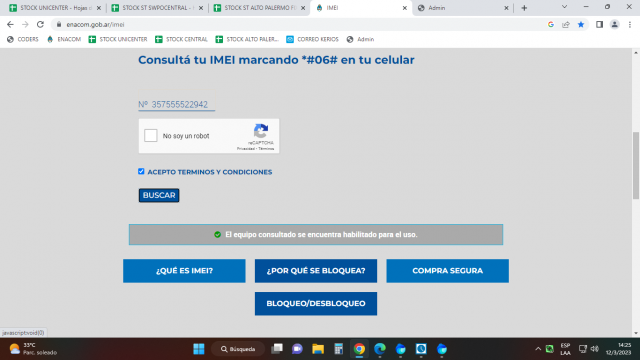 STOCK UNICENTER - Hojas d
STOCK ST SWPOCENTRAL -
STOCK ST ALTO PALERMO F
IMEI
Admin
enacom.gob.ar/imei
CODERS
ENACOM
STOCK UNICENTER
STOCK CENTRAL
STOCK ALTO PALER...
CORREO KERIOS
Admin
Consultá tu IMEI marcando *#06# en tu celular
Nº 357555522942
No soy un robot
reCAPTCHA
Privacidad - Términos
ACEPTO TERMINOS Y CONDICIONES
BUSCAR
El equipo consultado se encuentra habilitado para el uso.
¿QUÉ ES IMEI?
¿POR QUÉ SE BLOQUEA?
COMPRA SEGURA
BLOQUEO/DESBLOQUEO
javascript:void(0)
33°C
Parc. soleado
Búsqueda
ESP
LAA
14:25
12/3/2023